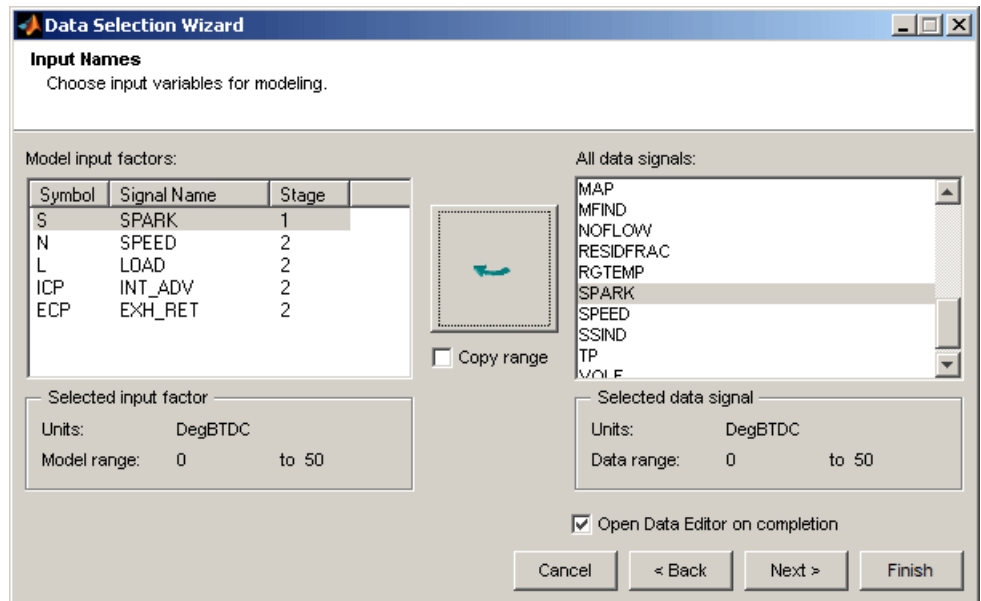 Data Selection Wizard
Input Names
Choose input variables for modeling.
Model input factors:
Symbol Signal Name Stage
S SPARK 1
N SPEED 2
L LOAD 2
ICP INT_ADV 2
ECP EXH_RET 2
Copy range
All data signals:
MAP
MFIND
NOFLOW
RESIDFRAC
RGTEMP
SPARK
SPEED
SSIND
TP
VOLE
Selected input factor
Units: DegBTDC
Model range: 0 to 50
Selected data signal
Units: DegBTDC
Data range: 0 to 50
Open Data Editor on completion
Cancel < Back Next > Finish